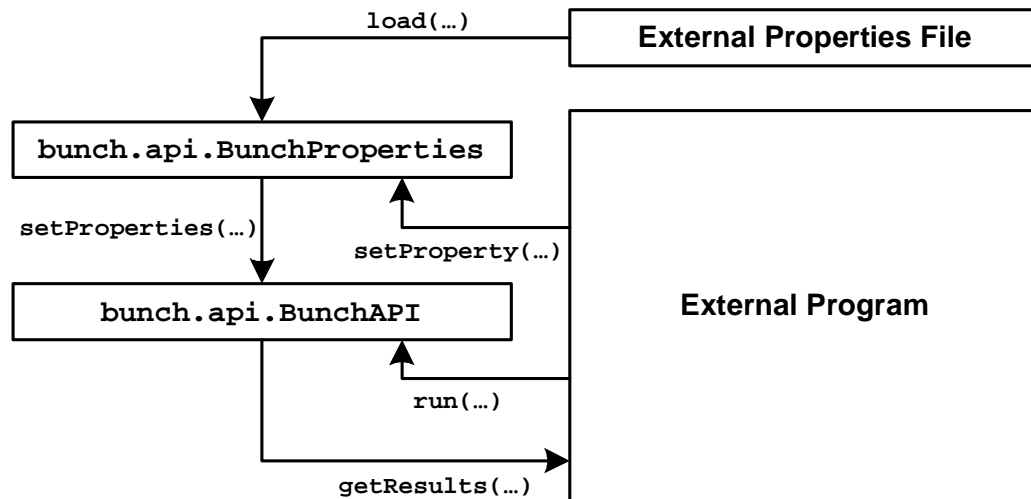 load(…)
External Properties File
bunch.api.BunchProperties
setProperties(…)
setProperty(…)
bunch.api.BunchAPI
External Program
run(…)
getResults(…)